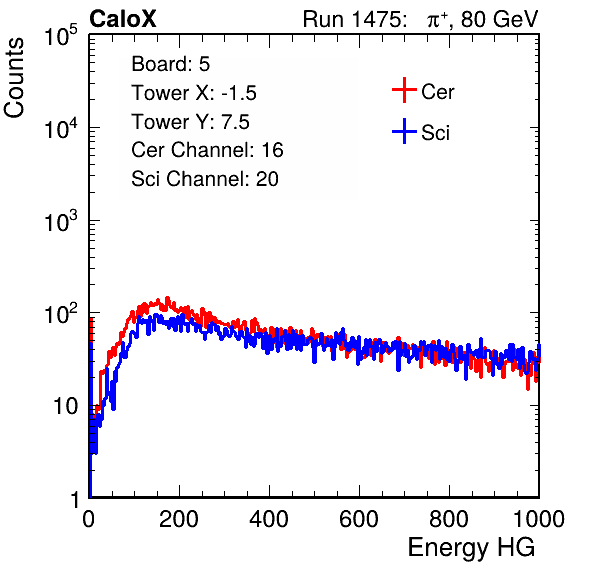 CaloX Run 1475: π⁺, 80 GeV
Counts
10⁵
10⁴
10³
10²
10
1
Board: 5
Tower X: -1.5
Tower Y: 7.5
Cer Channel: 16
Sci Channel: 20
Cer
Sci
0 200 400 600 800 1000
Energy HG